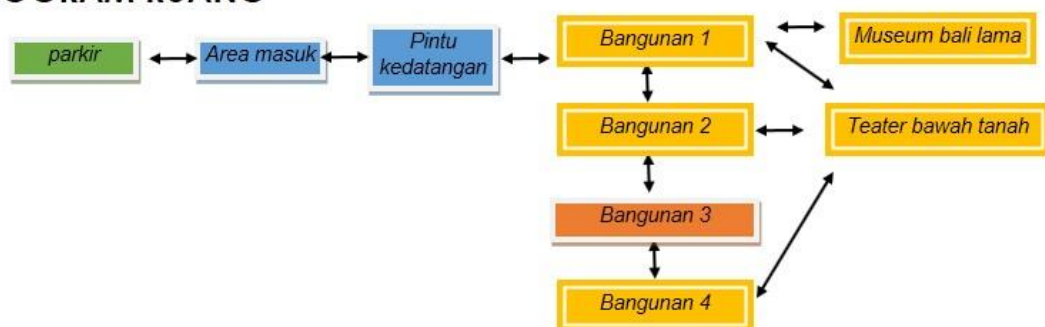 parkir
Area masuk
Pintu
kedatangan
Bangunan 1
Museum bali lama
Bangunan 2
Teater bawah tanah
Bangunan 3
Bangunan 4